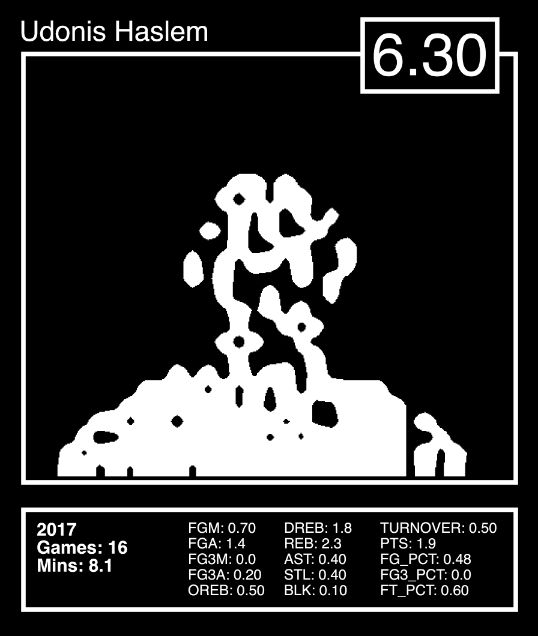 Udonis Haslem
6.30
2017
Games: 16
Mins: 8.1
FGM: 0.70
FGA: 1.4
FG3M: 0.0
FG3A: 0.20
OREB: 0.50
DREB: 1.8
REB: 2.3
AST: 0.40
STL: 0.40
BLK: 0.10
TURNOVER: 0.50
PTS: 1.9
FG_PCT: 0.48
FG3_PCT: 0.0
FT_PCT: 0.60